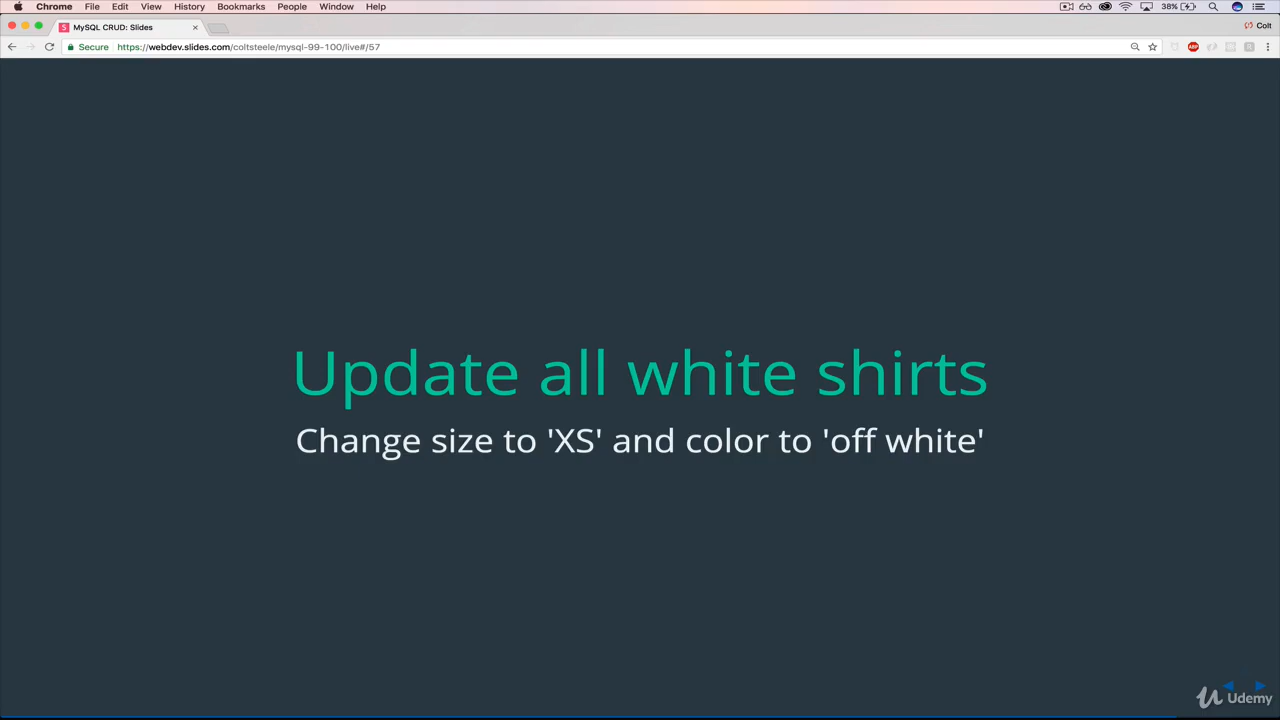 Chrome File Edit View History Bookmarks People Window Help 38%
MySQL CRUD: Slides Colt
Secure https://webdev.slides.com/coltsteele/mysql-99-100/live#/57 ABP
Update all white shirts
Change size to 'XS' and color to 'off white'
Udemy